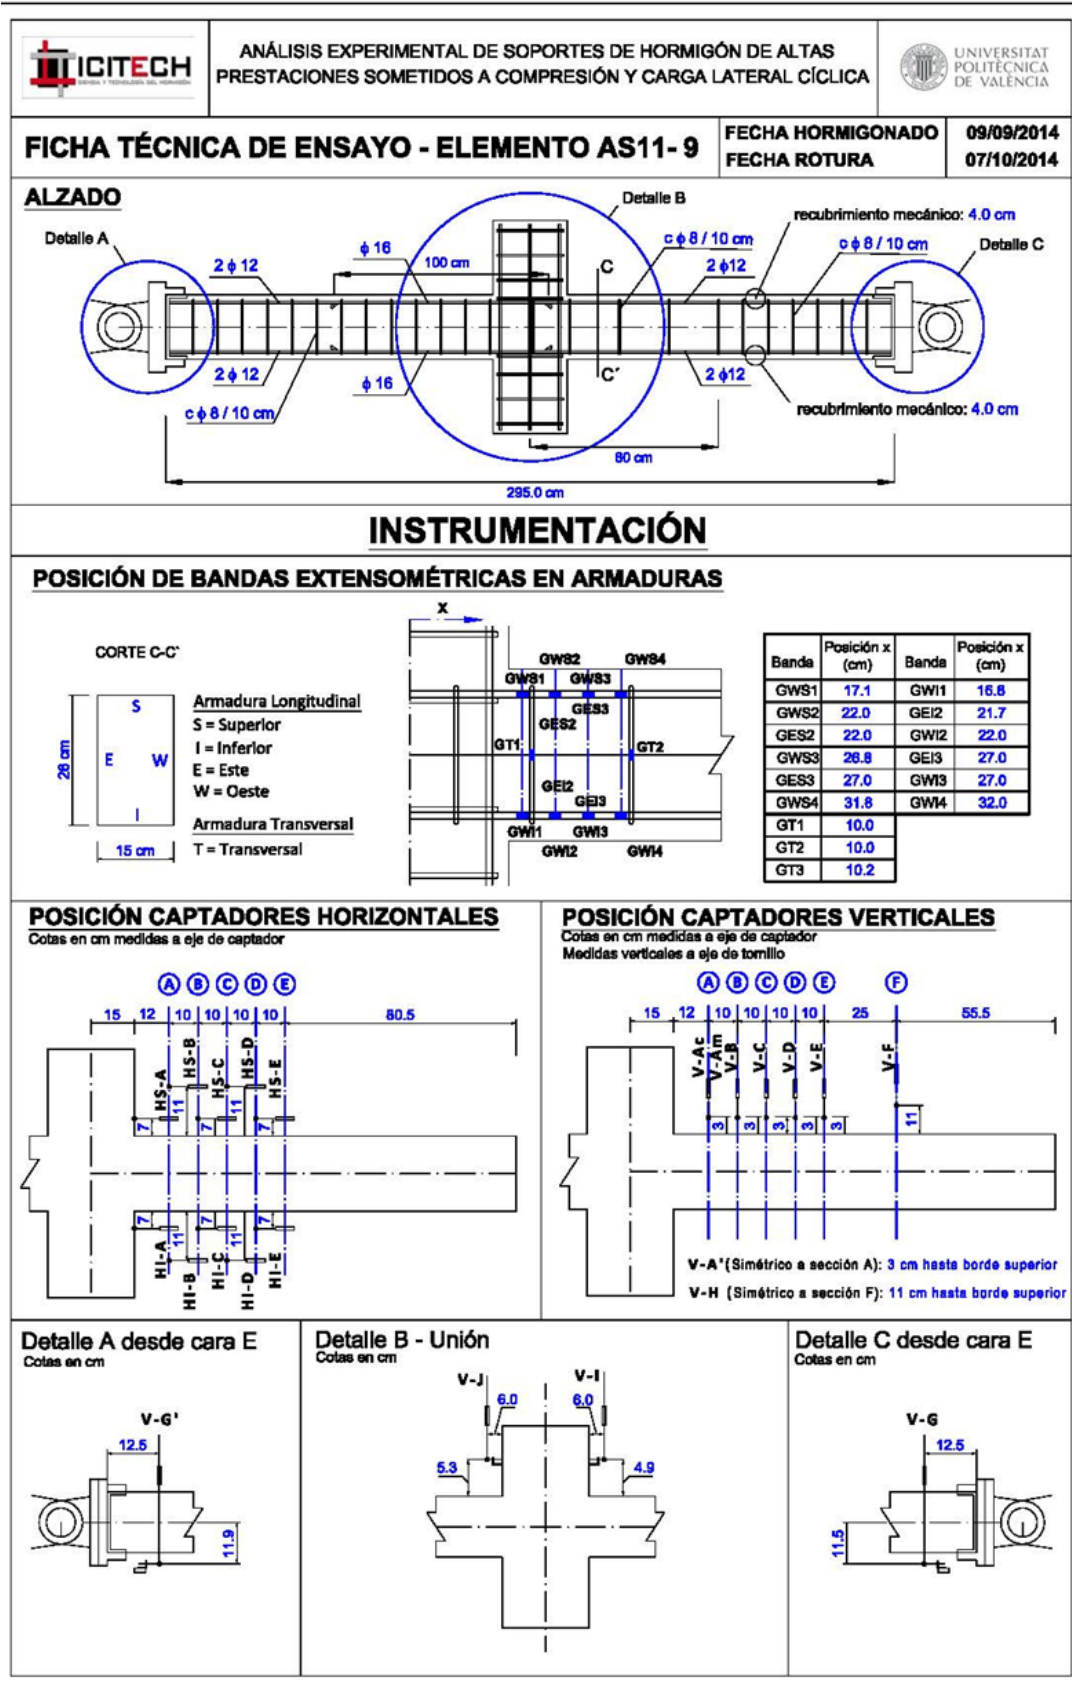 ICITECH
ANÁLISIS EXPERIMENTAL DE SOPORTES DE HORMIGÓN DE ALTAS
PRESTACIONES SOMETIDOS A COMPRESIÓN Y CARGA LATERAL CÍCLICA
UNIVERSITAT
POLITÈCNICA
DE VALÈNCIA
FICHA TÉCNICA DE ENSAYO - ELEMENTO AS11- 9
FECHA HORMIGONADO 09/09/2014
FECHA ROTURA 07/10/2014
ALZADO
Detalle B
recubrimiento mecánico: 4.0 cm
Detalle A
ϕ 16
c ϕ 8 / 10 cm
c ϕ 8 / 10 cm
Detalle C
2 ϕ 12
100 cm
C
2 ϕ12
2 ϕ 12
ϕ 16
C´
2 ϕ12
c ϕ 8 / 10 cm
recubrimiento mecánico: 4.0 cm
80 cm
295.0 cm
INSTRUMENTACIÓN
POSICIÓN DE BANDAS EXTENSOMÉTRICAS EN ARMADURAS
CORTE C-C`
S
E W
I
26 cm
15 cm
Armadura Longitudinal
S = Superior
I = Inferior
E = Este
W = Oeste
Armadura Transversal
T = Transversal
X
GWS2 GWS4
GWS1 GWS3
GES3
GES2
GT1 GT2
GEI2
GEI3
GWI1 GWI3
GWI2 GWI4
Banda Posición x (cm) Banda Posición x (cm)
GWS1 17.1 GWI1 16.8
GWS2 22.0 GEI2 21.7
GES2 22.0 GWI2 22.0
GWS3 26.8 GEI3 27.0
GES3 27.0 GWI3 27.0
GWS4 31.8 GWI4 32.0
GT1 10.0
GT2 10.0
GT3 10.2
POSICIÓN CAPTADORES HORIZONTALES
Cotas en cm medidas a eje de captador
A B C D E
15 12 10 10 10 10 80.5
HS-A HS-B HS-C HS-D HS-E
11 11
7 7 7
7 7 7
11 11
HI-A HI-B HI-C HI-D HI-E
POSICIÓN CAPTADORES VERTICALES
Cotas en cm medidas a eje de captador
Medidas verticales a eje de tornillo
A B C D E F
15 12 10 10 10 10 25 55.5
V-Ac V-Am V-B V-C V-D V-E V-F
3 3 3 3 3 11
V-A'(Simétrico a sección A): 3 cm hasta borde superior
V-H (Simétrico a sección F): 11 cm hasta borde superior
Detalle A desde cara E
Cotas en cm
V-G'
12.5
11.9
Detalle B - Unión
Cotas en cm
V-J V-I
6.0 6.0
5.3 4.9
Detalle C desde cara E
Cotas en cm
V-G
12.5
11.5